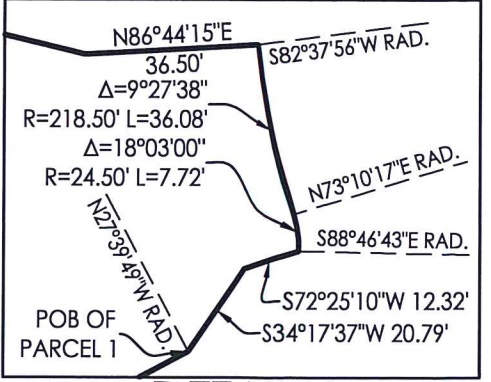 N86°44'15"E
36.50'
S82°37'56"W RAD.
Δ=9°27'38"
R=218.50' L=36.08'
Δ=18°03'00"
R=24.50' L=7.72'
N73°10'17"E RAD.
N27°39'49"W RAD.
S88°46'43"E RAD.
S72°25'10"W 12.32'
S34°17'37"W 20.79'
POB OF
PARCEL 1